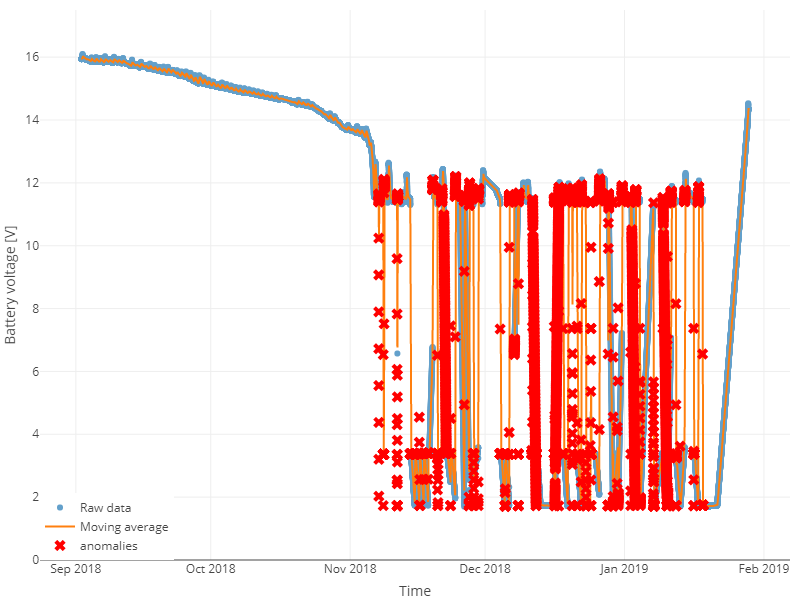 16
14
12
10
8
6
4
2
0
Battery voltage [V]
Raw data
Moving average
anomalies
Sep 2018 Oct 2018 Nov 2018 Dec 2018 Jan 2019 Feb 2019
Time